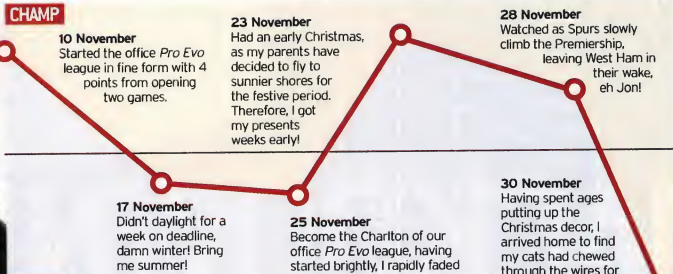 CHAMP
10 November
Started the office Pro Evo
league in fine form with 4
points from opening
two games.
17 November
Didn't daylight for a
week on deadline,
damn winter! Bring
me summer!
23 November
Had an early Christmas,
as my parents have
decided to fly to
sunnier shores for
the festive period.
Therefore, I got
my presents
weeks early!
25 November
Become the Charlton of our
office Pro Evo league, having
started brightly, I rapidly faded
28 November
Watched as Spurs slowly
climb the Premiership,
leaving West Ham in
their wake,
eh Jon!
30 November
Having spent ages
putting up the
Christmas decor, I
arrived home to find
my cats had chewed
through the wires for